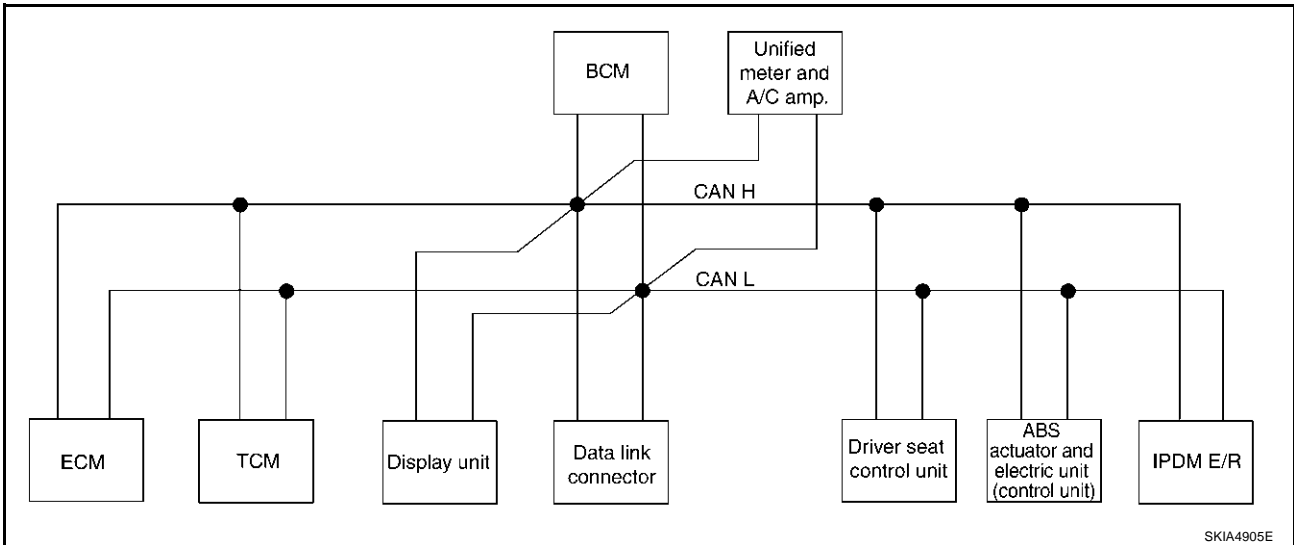 BCM
Unified
meter and
A/C amp.
CAN H
CAN L
ECM
TCM
Display unit
Data link
connector
Driver seat
control unit
ABS
actuator and
electric unit
(control unit)
IPDM E/R
SKIA4905E